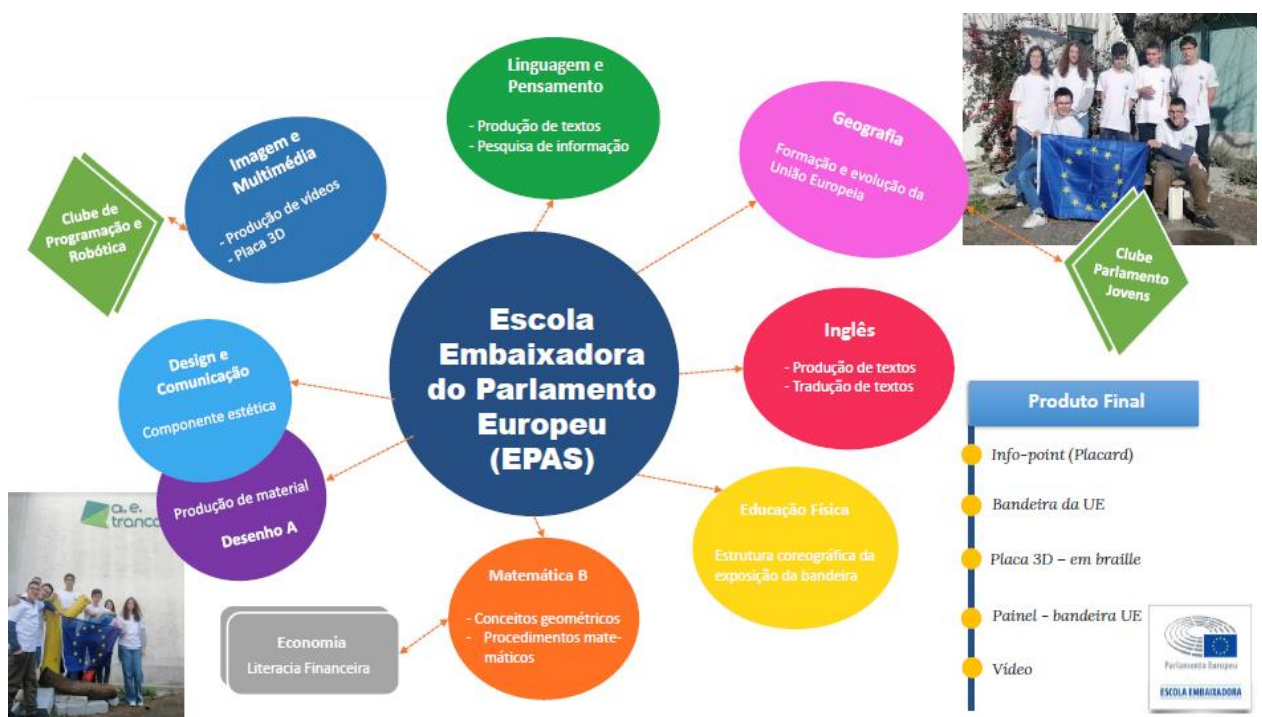 Linguagem e
Pensamento
- Produção de textos
- Pesquisa de informação
Geografia
Formação e evolução da
União Europeia
Imagem e
Multimédia
- Produção de vídeos
- Placa 3D
Clube de
Programação e
Robótica
Clube
Parlamento
Jovens
Escola
Embaixadora
do Parlamento
Europeu
(EPAS)
Inglês
- Produção de textos
- Tradução de textos
Design e
Comunicação
Componente estética
Produção de material
Desenho A
Educação Física
Estrutura coreográfica da
exposição da bandeira
Matemática B
- Conceitos geométricos
- Procedimentos mate-
máticos
Economia
Literacia Financeira
Produto Final
Info-point (Placard)
Bandeira da UE
Placa 3D – em braille
Painel - bandeira UE
Vídeo
a. e.
tranco
Parlamento Europeu
ESCOLA EMBAIXADORA